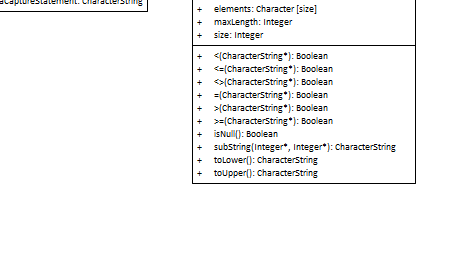 aCaptureStatement: CharacterString
+ elements: Character [size]
+ maxLength: Integer
+ size: Integer
+ <(CharacterString*): Boolean
+ <=(CharacterString*): Boolean
+ <>(CharacterString*): Boolean
+ =(CharacterString*): Boolean
+ >(CharacterString*): Boolean
+ >=(CharacterString*): Boolean
+ isNull(): Boolean
+ subString(Integer*, Integer*): CharacterString
+ toLower(): CharacterString
+ toUpper(): CharacterString